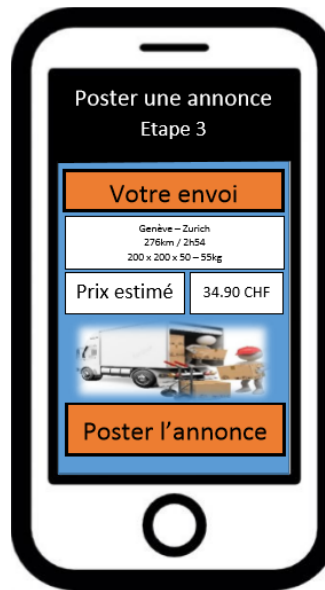 Poster une annonce
Etape 3
Votre envoi
Genève – Zurich
276km / 2h54
200 x 200 x 50 – 55kg
Prix estimé
34.90 CHF
Poster l’annonce